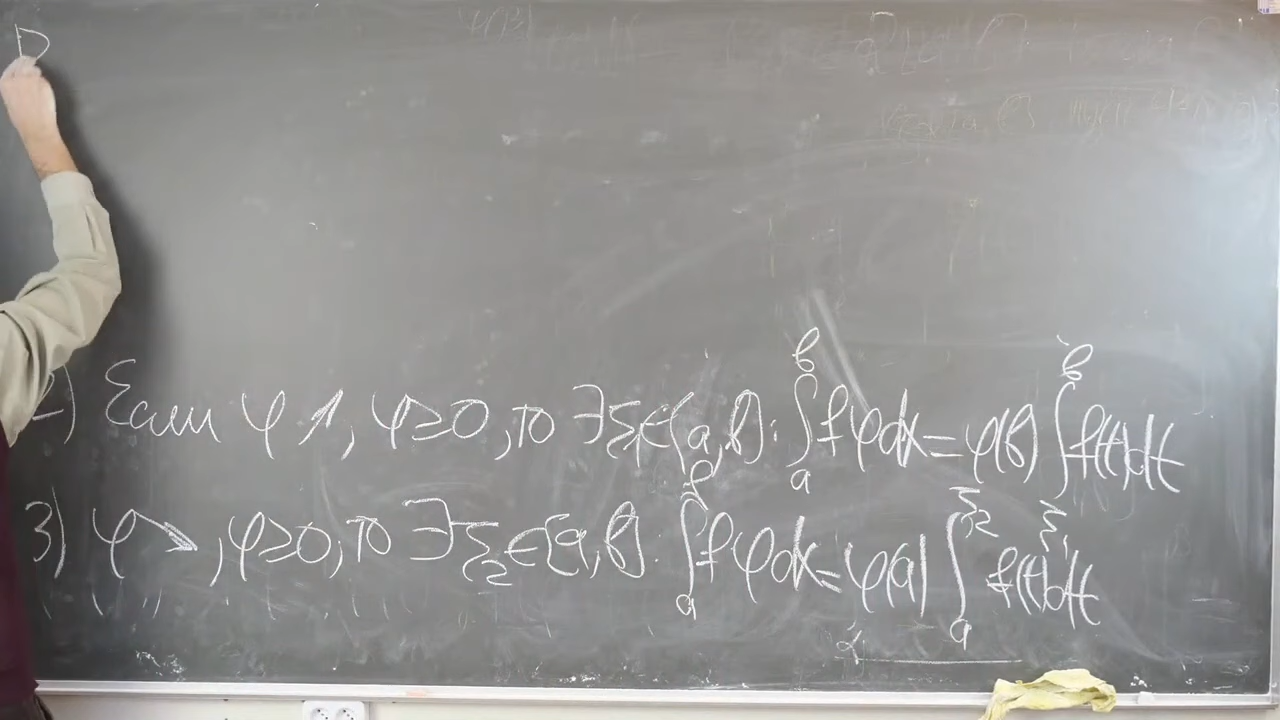 D
2) Если φ↗, φ≥0, то ∃ξ₁∈[a,b]: ∫ₐᵇ fφdx = φ(b) ∫_{ξ₁}^b f(t)dt
3) φ↘, φ≥0, то ∃ξ₂∈[a,b]: ∫ₐᵇ fφdx = φ(a) ∫ₐ^{ξ₂} f(t)dt